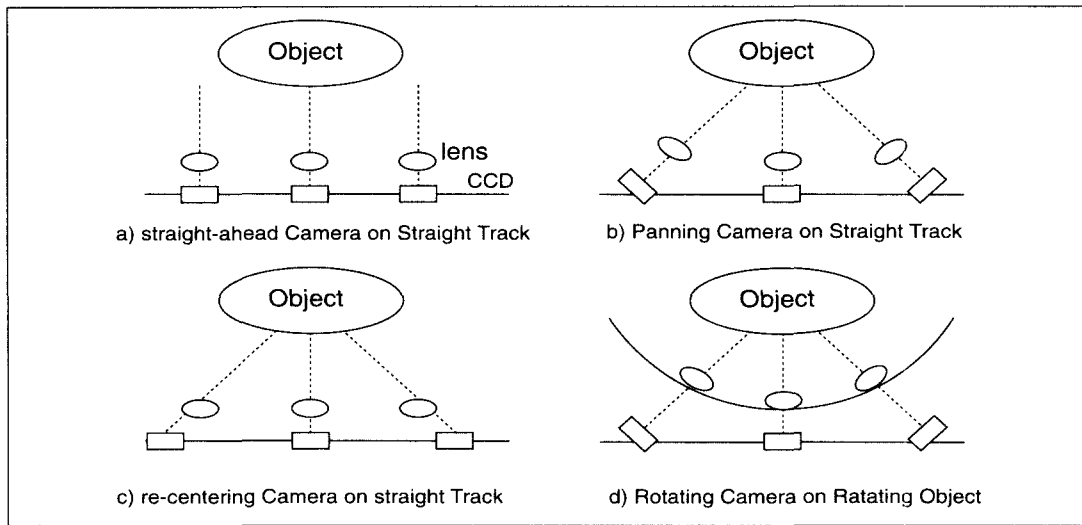 Object
lens
CCD
a) straight-ahead Camera on Straight Track
Object
b) Panning Camera on Straight Track
Object
c) re-centering Camera on straight Track
Object
d) Rotating Camera on Ratating Object